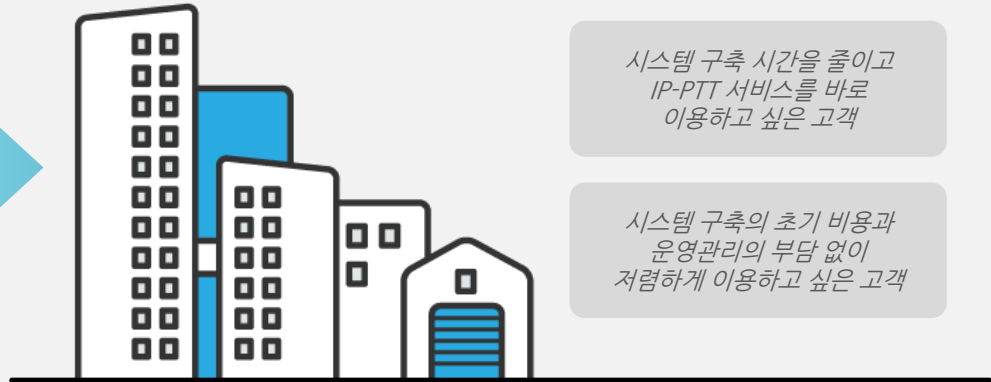 시스템 구축 시간을 줄이고
IP-PTT 서비스를 바로
이용하고 싶은 고객
시스템 구축의 초기 비용과
운영관리의 부담 없이
저렴하게 이용하고 싶은 고객